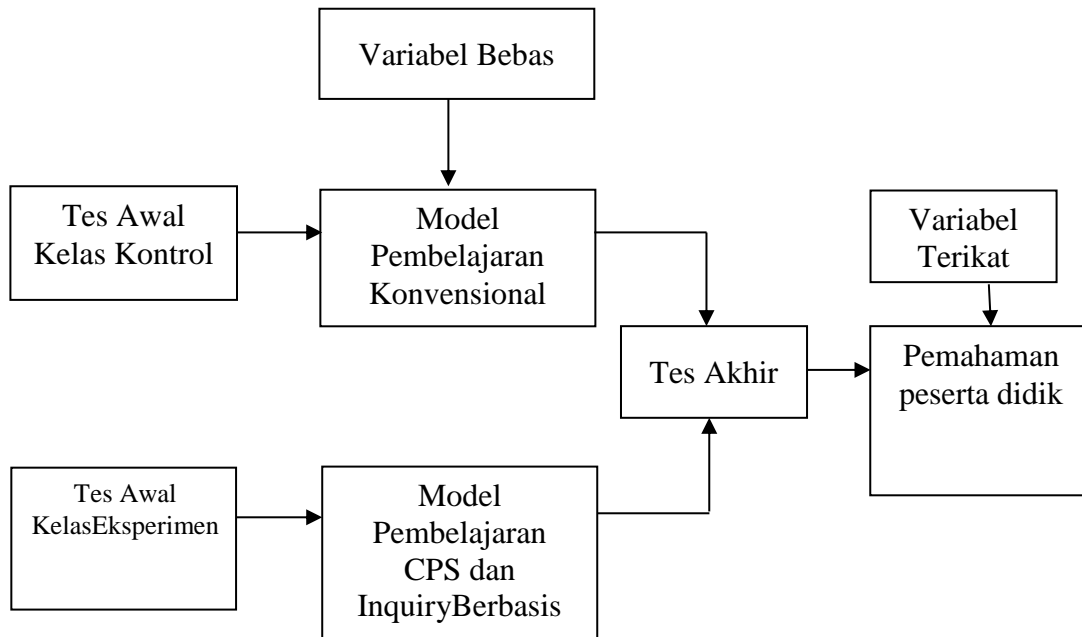 Variabel Bebas
Tes Awal
Kelas Kontrol
Model
Pembelajaran
Konvensional
Variabel
Terikat
Tes Akhir
Pemahaman
peserta didik
Tes Awal
KelasEksperimen
Model
Pembelajaran
CPS dan
InquiryBerbasis